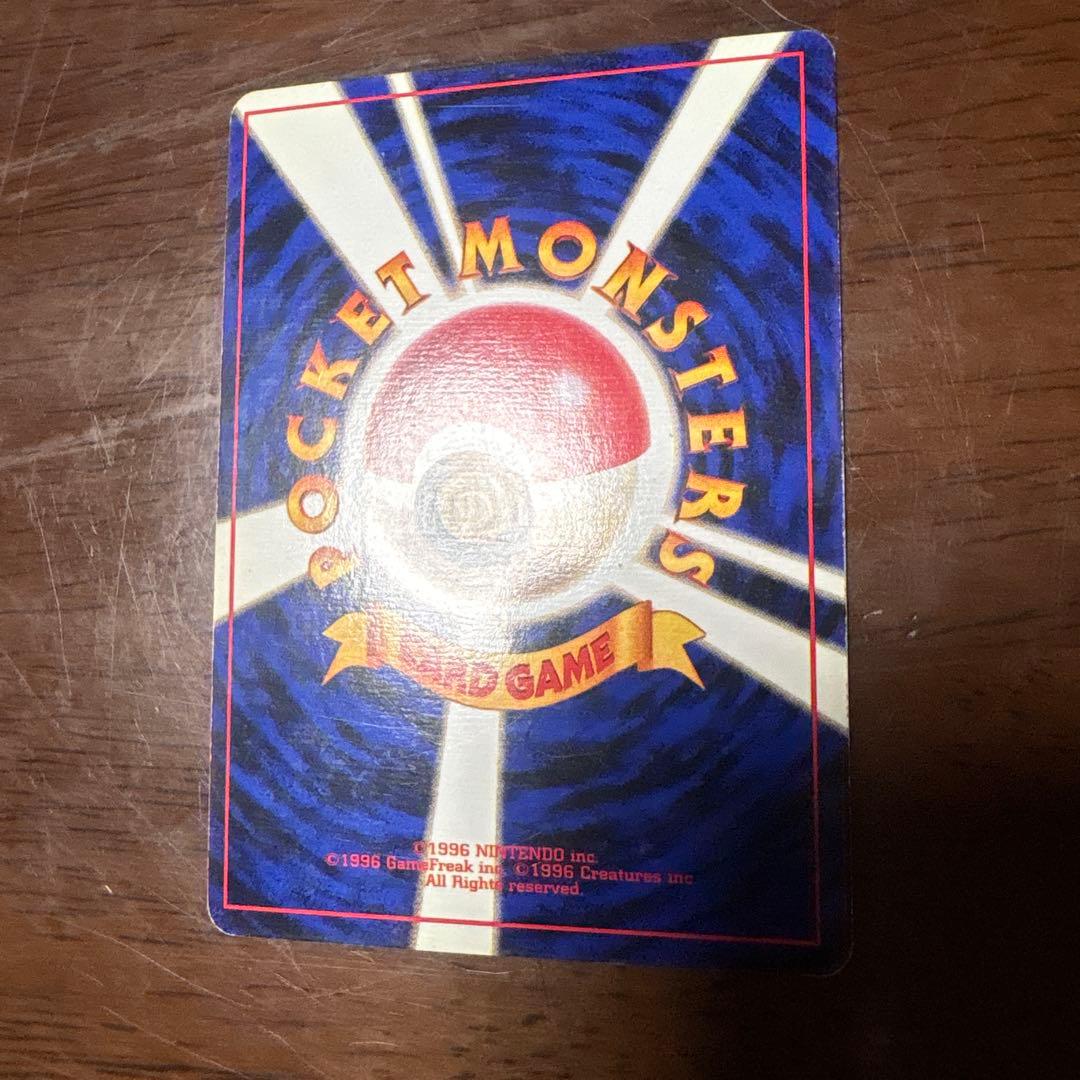 POCKET MONSTERS
CARD GAME
©1996 NINTENDO inc.
©1996 GameFreak inc. ©1996 Creatures inc
All Rights reserved.